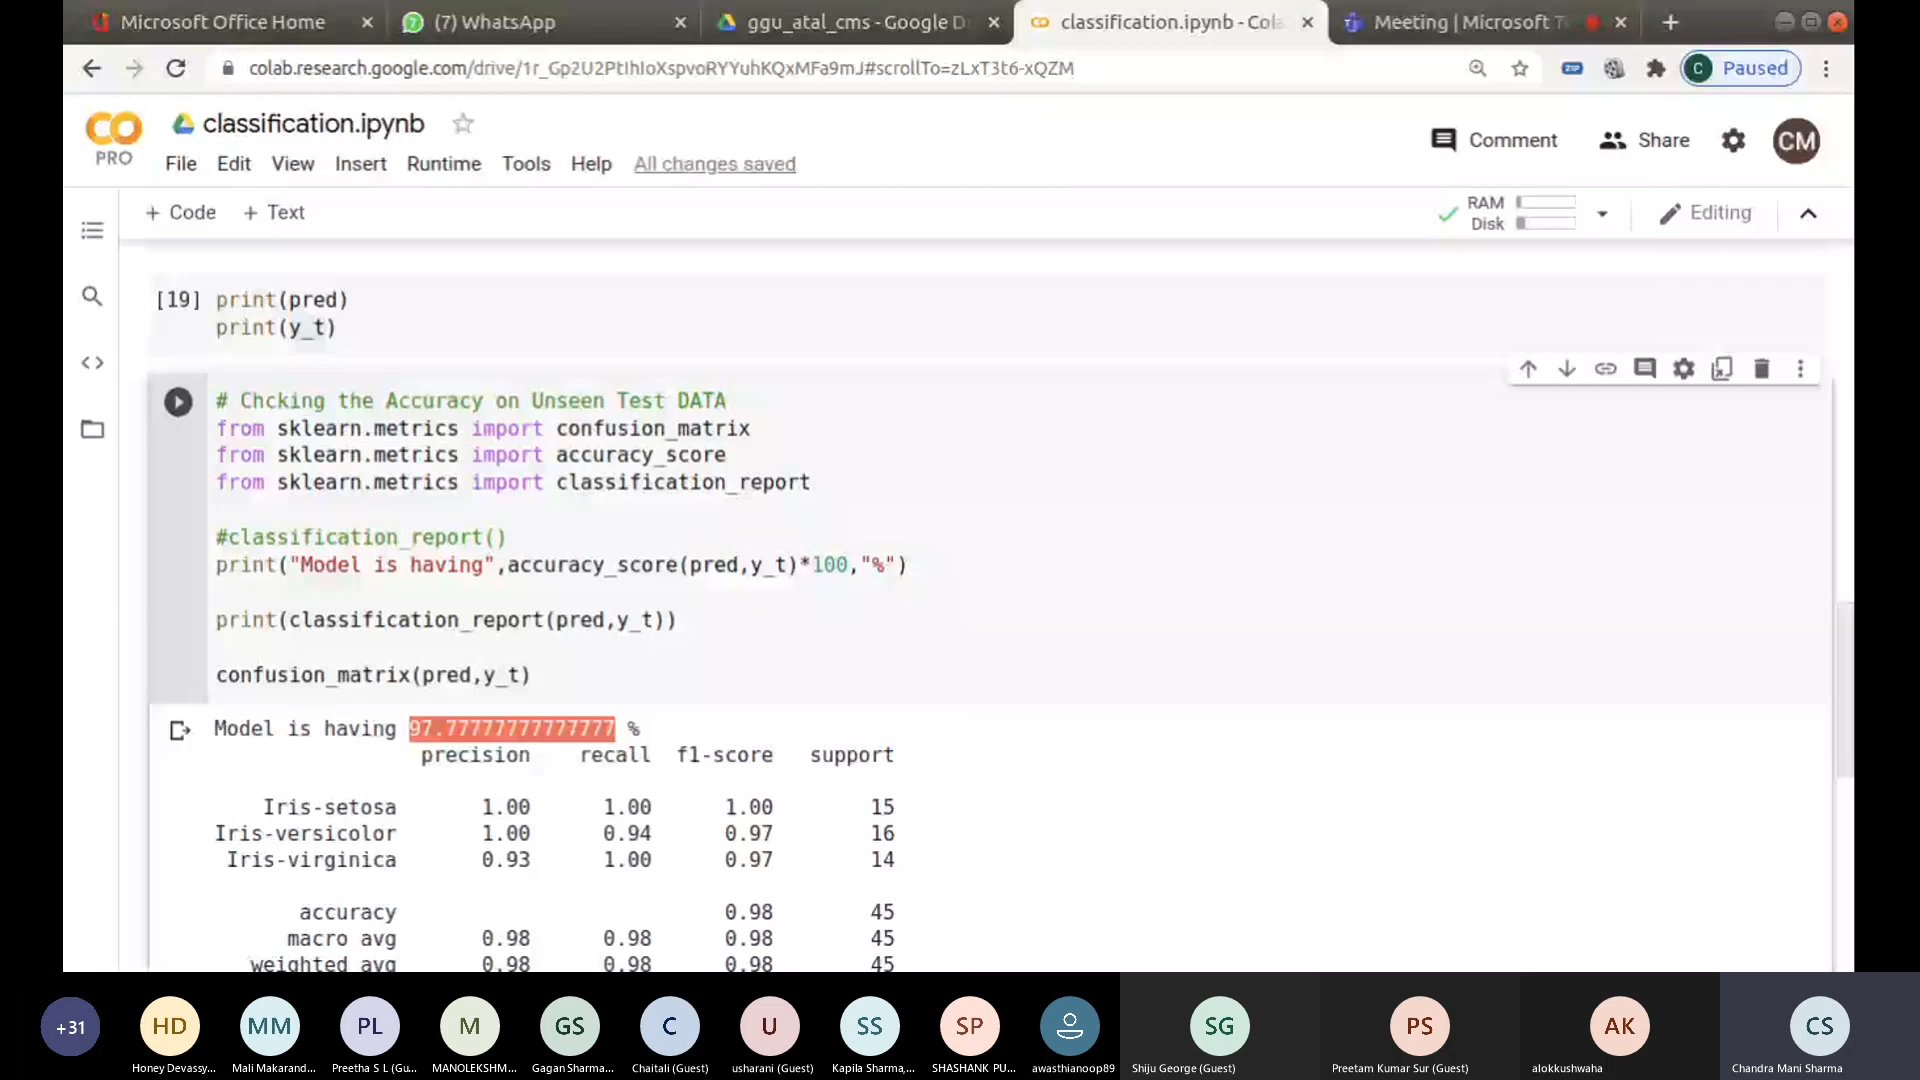 Microsoft Office Home
(7) WhatsApp
ggu_atal_cms - Google D
classification.ipynb - Cola
Meeting | Microsoft T
colab.research.google.com/drive/1r_Gp2U2PtIhIoXspvoRYYuhKQxMFa9mJ#scrollTo=zLxT3t6-xQZM
ZIP
C Paused
CO
PRO
classification.ipynb
File Edit View Insert Runtime Tools Help All changes saved
Comment
Share
CM
+ Code + Text
RAM
Disk
Editing
[19] print(pred)
print(y_t)
# Chcking the Accuracy on Unseen Test DATA
from sklearn.metrics import confusion_matrix
from sklearn.metrics import accuracy_score
from sklearn.metrics import classification_report
#classification_report()
print("Model is having",accuracy_score(pred,y_t)*100,"%")
print(classification_report(pred,y_t))
confusion_matrix(pred,y_t)
Model is having 97.77777777777777 %
precision recall f1-score support
Iris-setosa 1.00 1.00 1.00 15
Iris-versicolor 1.00 0.94 0.97 16
Iris-virginica 0.93 1.00 0.97 14
accuracy 0.98 45
macro avg 0.98 0.98 0.98 45
weighted avg 0.98 0.98 0.98 45
+31 HD MM PL M GS C U SS SP SG PS AK CS
Honey Devassy... Mali Makarand... Preetha S L (Gu... MANOLEKSHM... Gagan Sharma... Chaitali (Guest) usharani (Guest) Kapila Sharma,... SHASHANK PU... awasthianoop89 Shiju George (Guest) Preetam Kumar Sur (Guest) alokkushwaha Chandra Mani Sharma